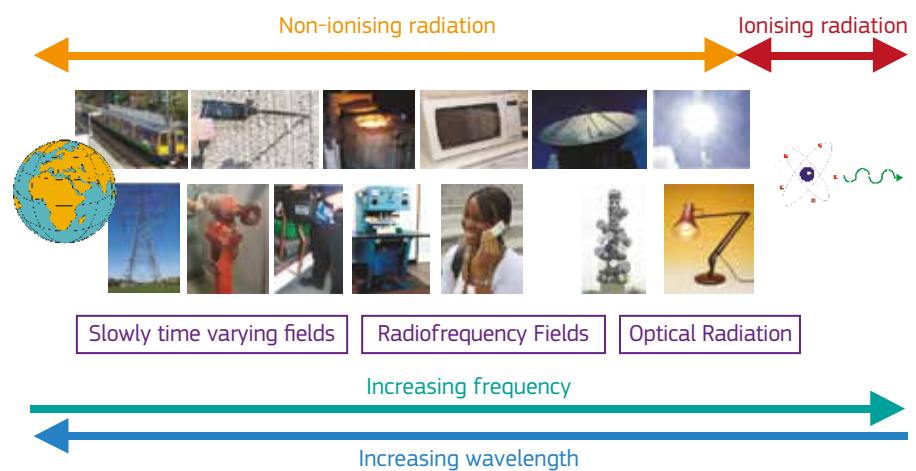 Non-ionising radiation
Ionising radiation
Slowly time varying fields
Radiofrequency Fields
Optical Radiation
Increasing frequency
Increasing wavelength